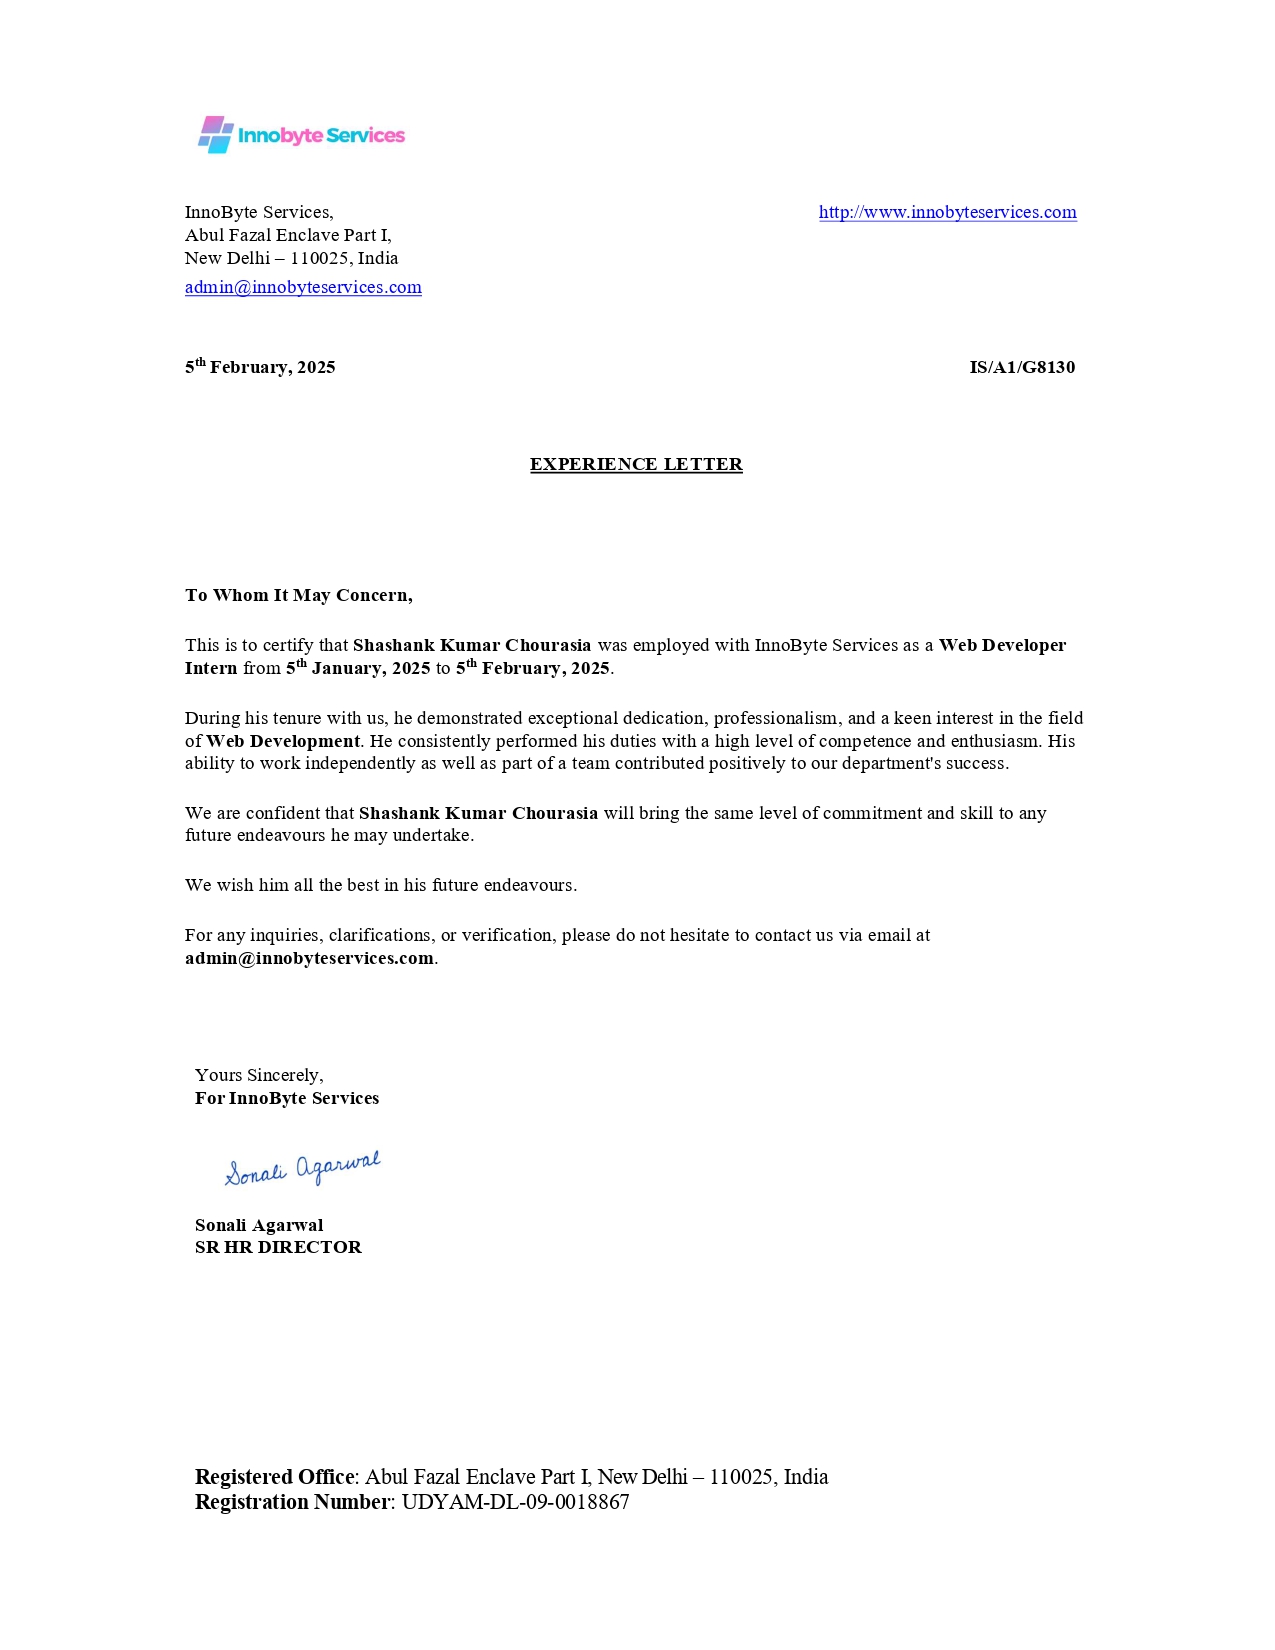 Innobyte Services
InnoByte Services,
http://www.innobyteservices.com
Abul Fazal Enclave Part I,
New Delhi – 110025, India
admin@innobyteservices.com
5th February, 2025
IS/A1/G8130
EXPERIENCE LETTER
To Whom It May Concern,
This is to certify that Shashank Kumar Chourasia was employed with InnoByte Services as a Web Developer
Intern from 5th January, 2025 to 5th February, 2025.
During his tenure with us, he demonstrated exceptional dedication, professionalism, and a keen interest in the field
of Web Development. He consistently performed his duties with a high level of competence and enthusiasm. His
ability to work independently as well as part of a team contributed positively to our department's success.
We are confident that Shashank Kumar Chourasia will bring the same level of commitment and skill to any
future endeavours he may undertake.
We wish him all the best in his future endeavours.
For any inquiries, clarifications, or verification, please do not hesitate to contact us via email at
admin@innobyteservices.com.
Yours Sincerely,
For InnoByte Services
Sonali Agarwal
Sonali Agarwal
SR HR DIRECTOR
Registered Office: Abul Fazal Enclave Part I, New Delhi – 110025, India
Registration Number: UDYAM-DL-09-0018867